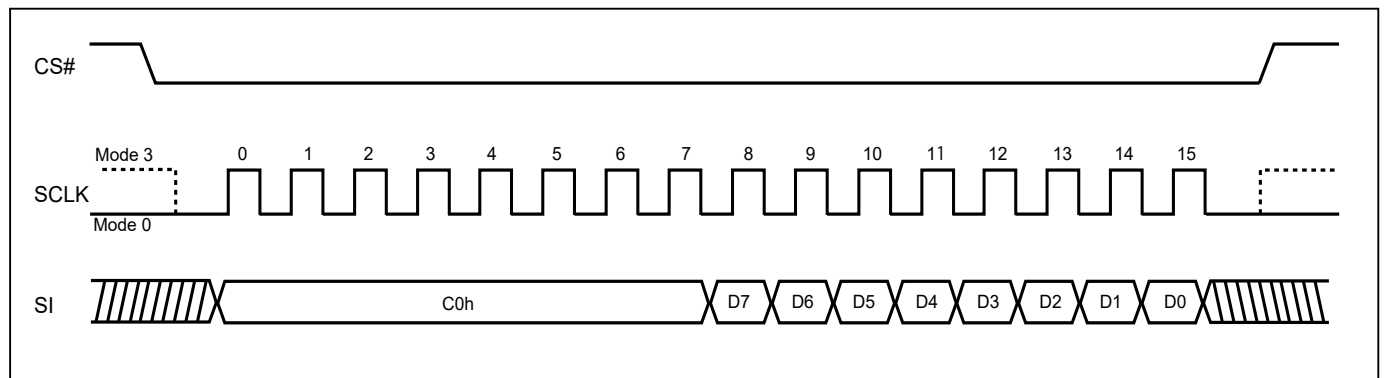 CS#
Mode 3 0 1 2 3 4 5 6 7 8 9 10 11 12 13 14 15
SCLK
Mode 0
SI C0h D7 D6 D5 D4 D3 D2 D1 D0